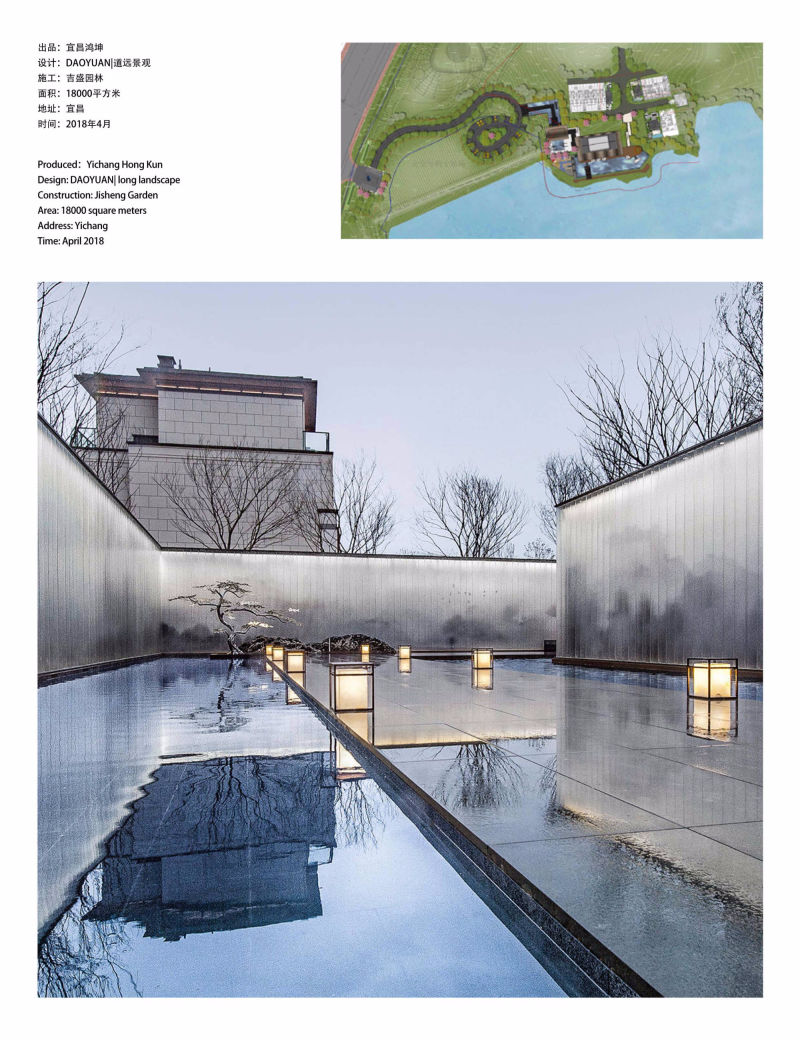 出品：宜昌鸿坤
设计：DAOYUAN|道远景观
施工：吉盛园林
面积：18000平方米
地址：宜昌
时间：2018年4月
Produced：Yichang Hong Kun
Design: DAOYUAN| long landscape
Construction: Jisheng Garden
Area: 18000 square meters
Address: Yichang
Time: April 2018